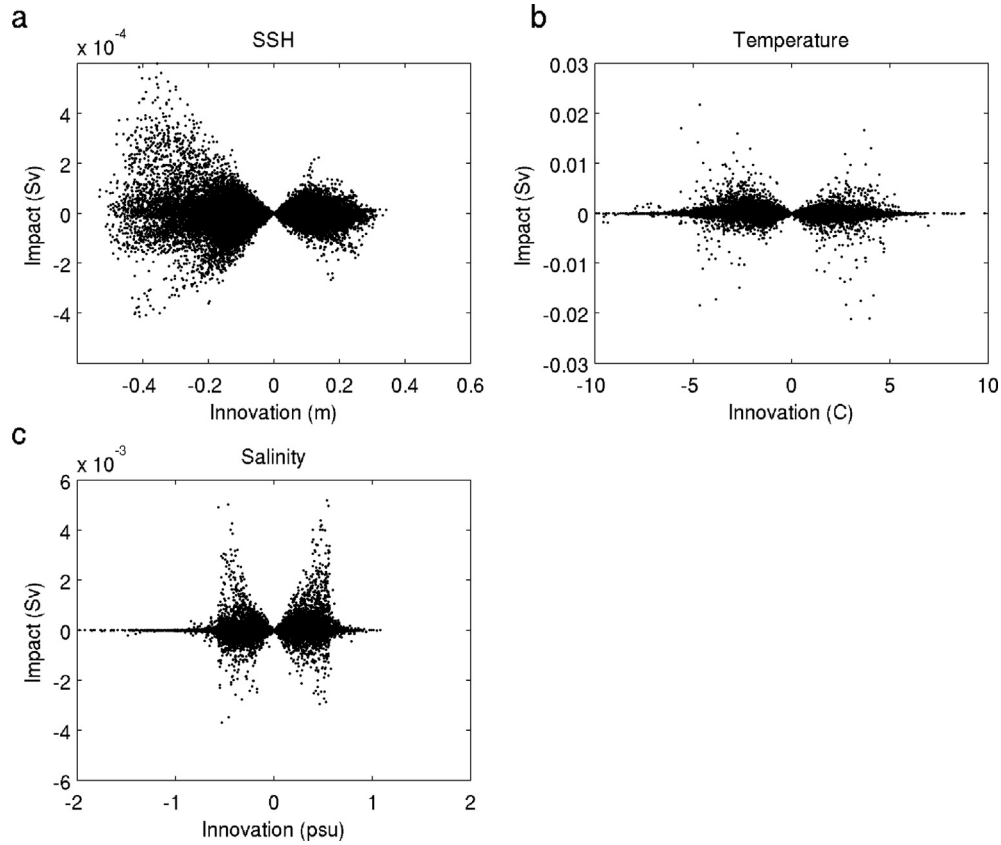 a
SSH
x 10^-4
4
2
0
-2
-4
-0.4 -0.2 0 0.2 0.4 0.6
Innovation (m)
Impact (Sv)
b
Temperature
0.03
0.02
0.01
0
-0.01
-0.02
-0.03
-10 -5 0 5 10
Innovation (C)
Impact (Sv)
c
Salinity
x 10^-3
6
4
2
0
-2
-4
-6
-2 -1 0 1 2
Innovation (psu)
Impact (Sv)